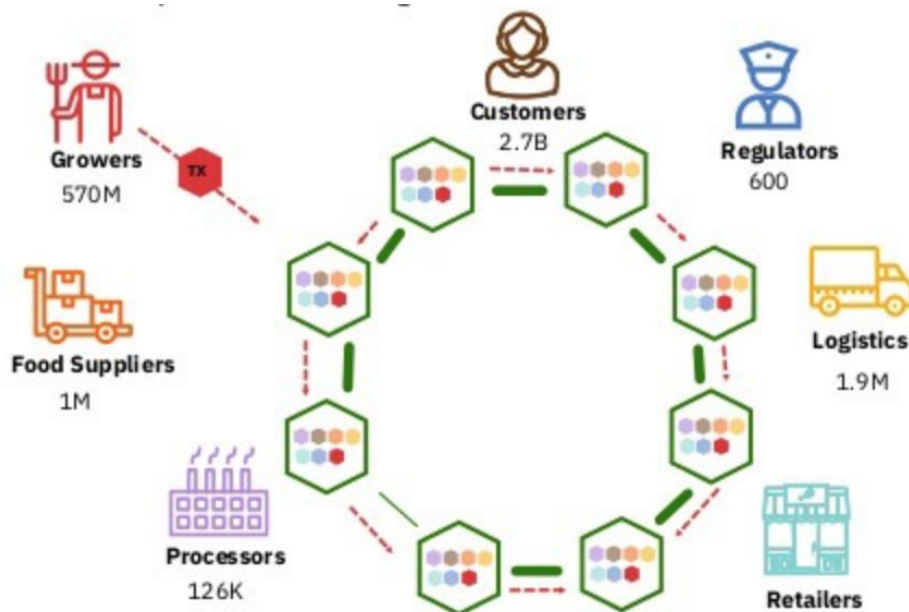 Customers
2.7B
Growers
570M
TX
Regulators
600
Food Suppliers
1M
Logistics
1.9M
Processors
126K
Retailers